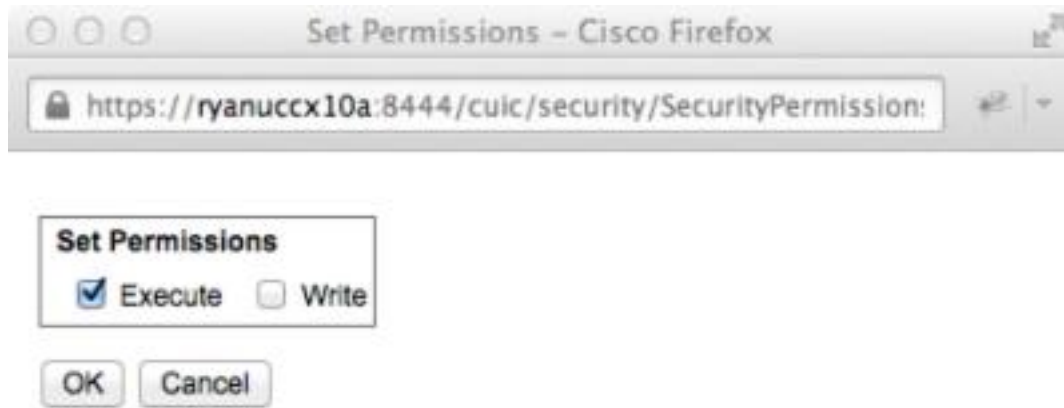 Set Permissions – Cisco Firefox
https://ryanuccx10a:8444/cuic/security/SecurityPermission:
Set Permissions
Execute Write
OK Cancel